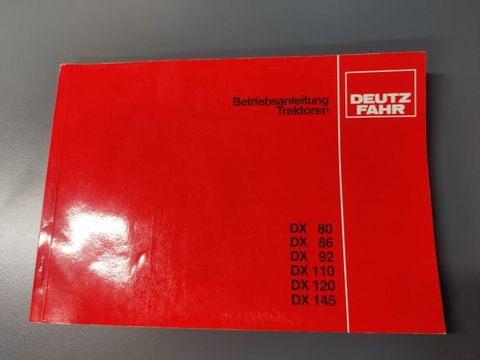 Betriebsanleitung
Traktoren
DEUTZ
FAHR
DX 80
DX 86
DX 92
DX 110
DX 120
DX 145